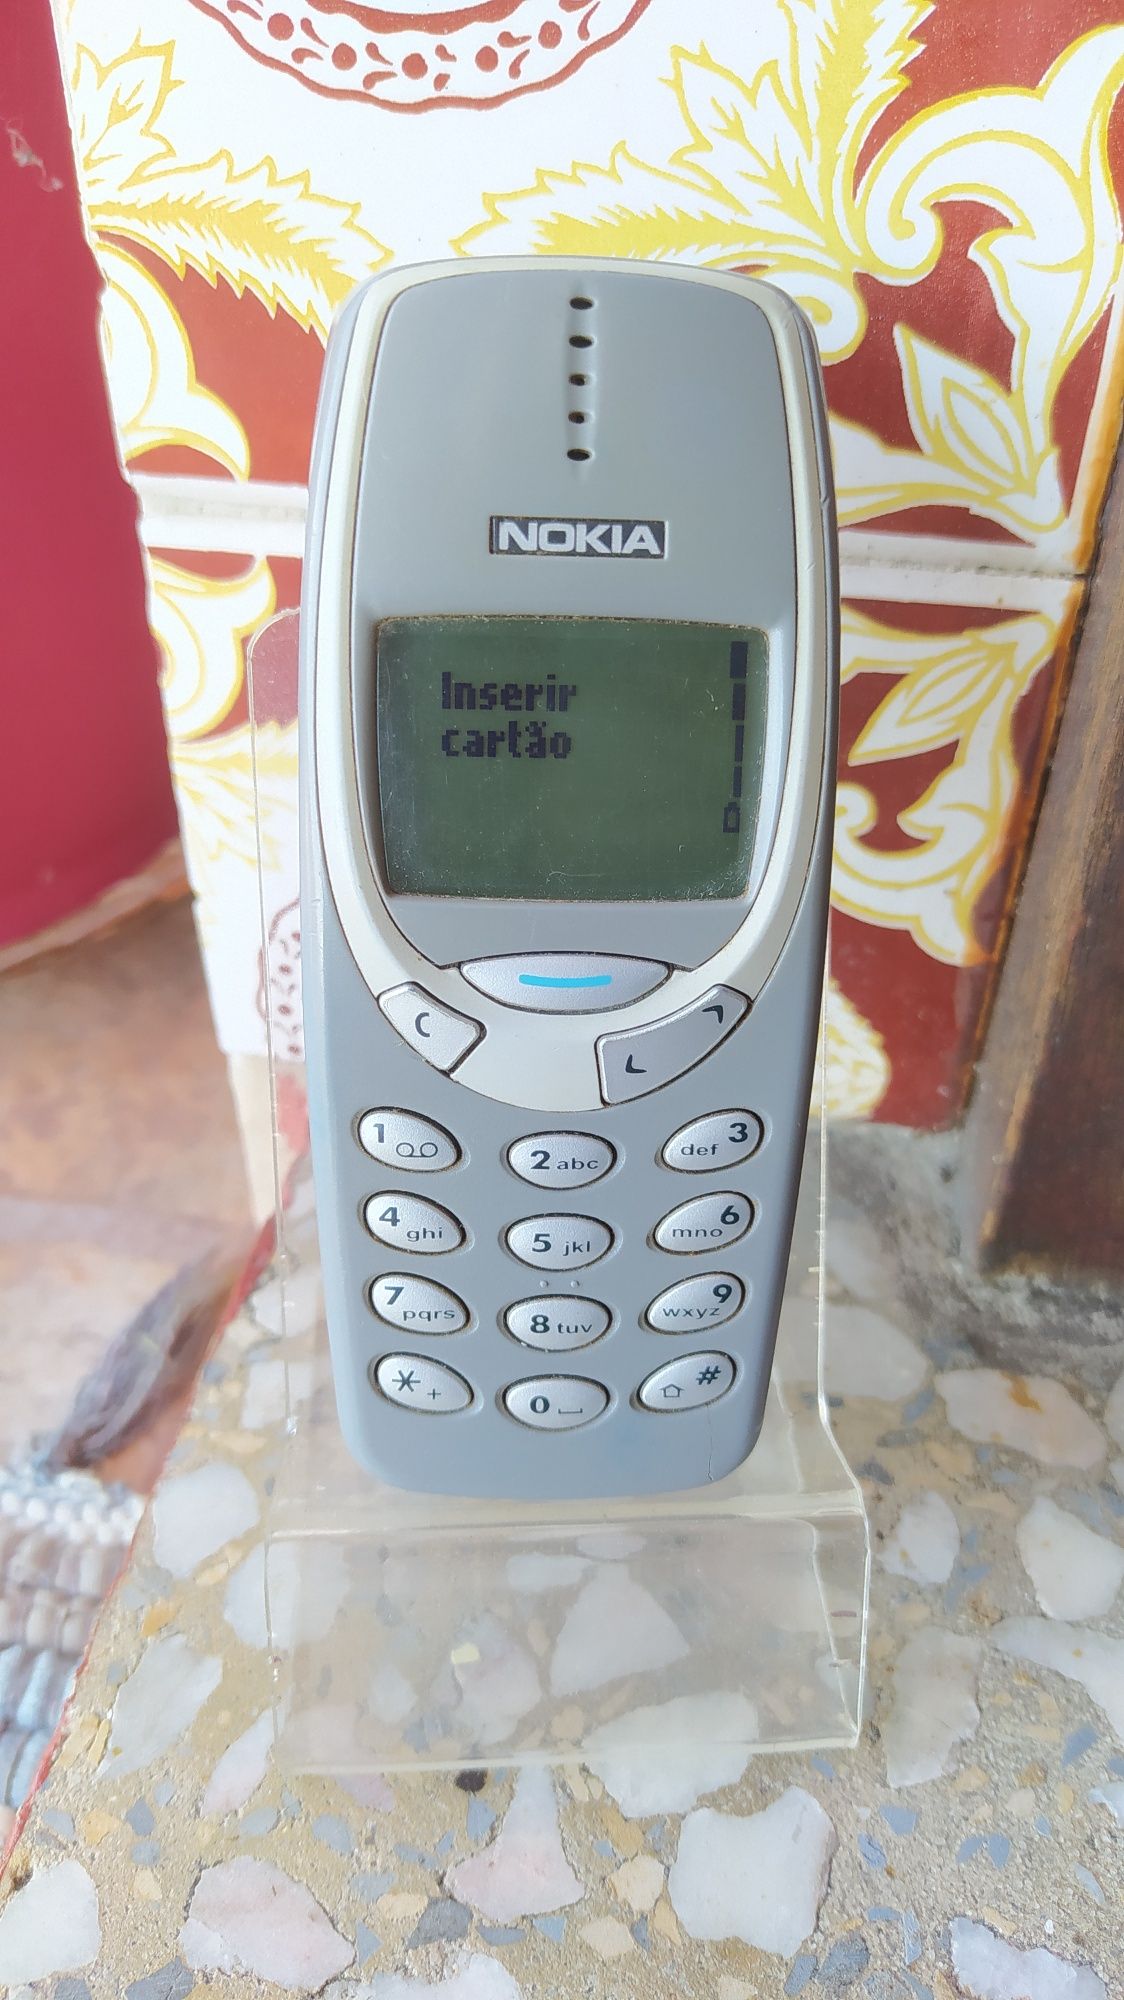 NOKIA
Inserir
cartão
C
1
2 abc
def 3
4 ghi
5 jkl
mno 6
7 pqrs
8 tuv
wxyz 9
* +
0
#